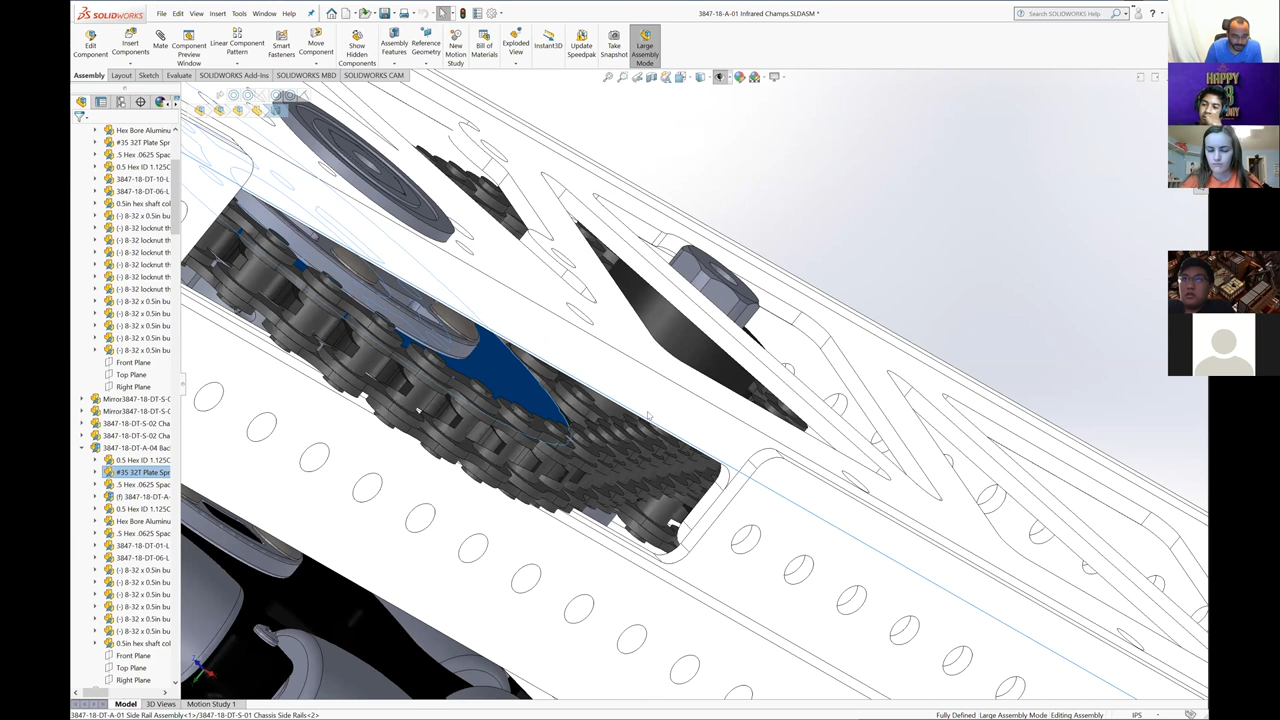 SOLIDWORKS
File Edit View Insert Tools Window Help
3847-18-A-01 Infrared Champs.SLDASM *
Search SOLIDWORKS Help
Edit Component
Insert Components
Mate
Component Preview Window
Linear Component Pattern
Smart Fasteners
Move Component
Show Hidden Components
Assembly Features
Reference Geometry
New Motion Study
Bill of Materials
Exploded View
Instant3D
Update Speedpak
Take Snapshot
Large Assembly Mode
Assembly Layout Sketch Evaluate SOLIDWORKS Add-Ins SOLIDWORKS MBD SOLIDWORKS CAM
Hex Bore Aluminu
#35 32T Plate Spr
.5 Hex .0625 Spac
0.5 Hex ID 1.125C
3847-18-DT-10-L
3847-18-DT-06-L
0.5in hex shaft col
(-) 8-32 x 0.5in bu
(-) 8-32 locknut th
(-) 8-32 locknut th
(-) 8-32 locknut th
(-) 8-32 locknut th
(-) 8-32 locknut th
(-) 8-32 locknut th
(-) 8-32 x 0.5in bu
(-) 8-32 x 0.5in bu
(-) 8-32 x 0.5in bu
(-) 8-32 x 0.5in bu
(-) 8-32 x 0.5in bu
Front Plane
Top Plane
Right Plane
Mirror3847-18-DT-S-0
Mirror3847-18-DT-S-0
3847-18-DT-S-02 Cha
3847-18-DT-S-02 Cha
3847-18-DT-A-04 Bac
0.5 Hex ID 1.125C
#35 32T Plate Spr
.5 Hex .0625 Spac
(f) 3847-18-DT-A-
0.5 Hex ID 1.125C
Hex Bore Aluminu
.5 Hex .0625 Spac
3847-18-DT-01-L
3847-18-DT-06-L
(-) 8-32 x 0.5in bu
(-) 8-32 x 0.5in bu
(-) 8-32 x 0.5in bu
(-) 8-32 x 0.5in bu
(-) 8-32 x 0.5in bu
(-) 8-32 x 0.5in bu
0.5in hex shaft col
Front Plane
Top Plane
Right Plane
Model 3D Views Motion Study 1
3847-18-DT-A-01 Side Rail Assembly<1>/3847-18-DT-S-01 Chassis Side Rails<2>
Fully Defined Large Assembly Mode Editing Assembly IPS
HAPPY